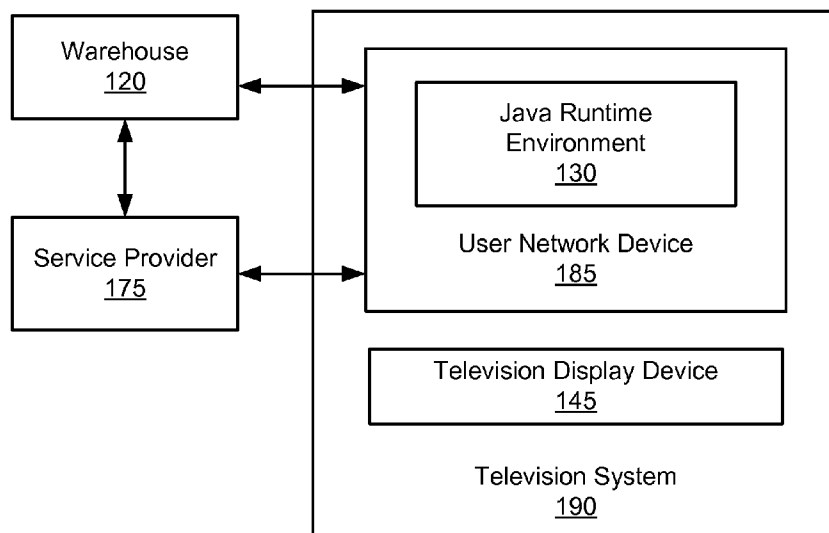 Warehouse
120
Service Provider
175
Java Runtime
Environment
130
User Network Device
185
Television Display Device
145
Television System
190